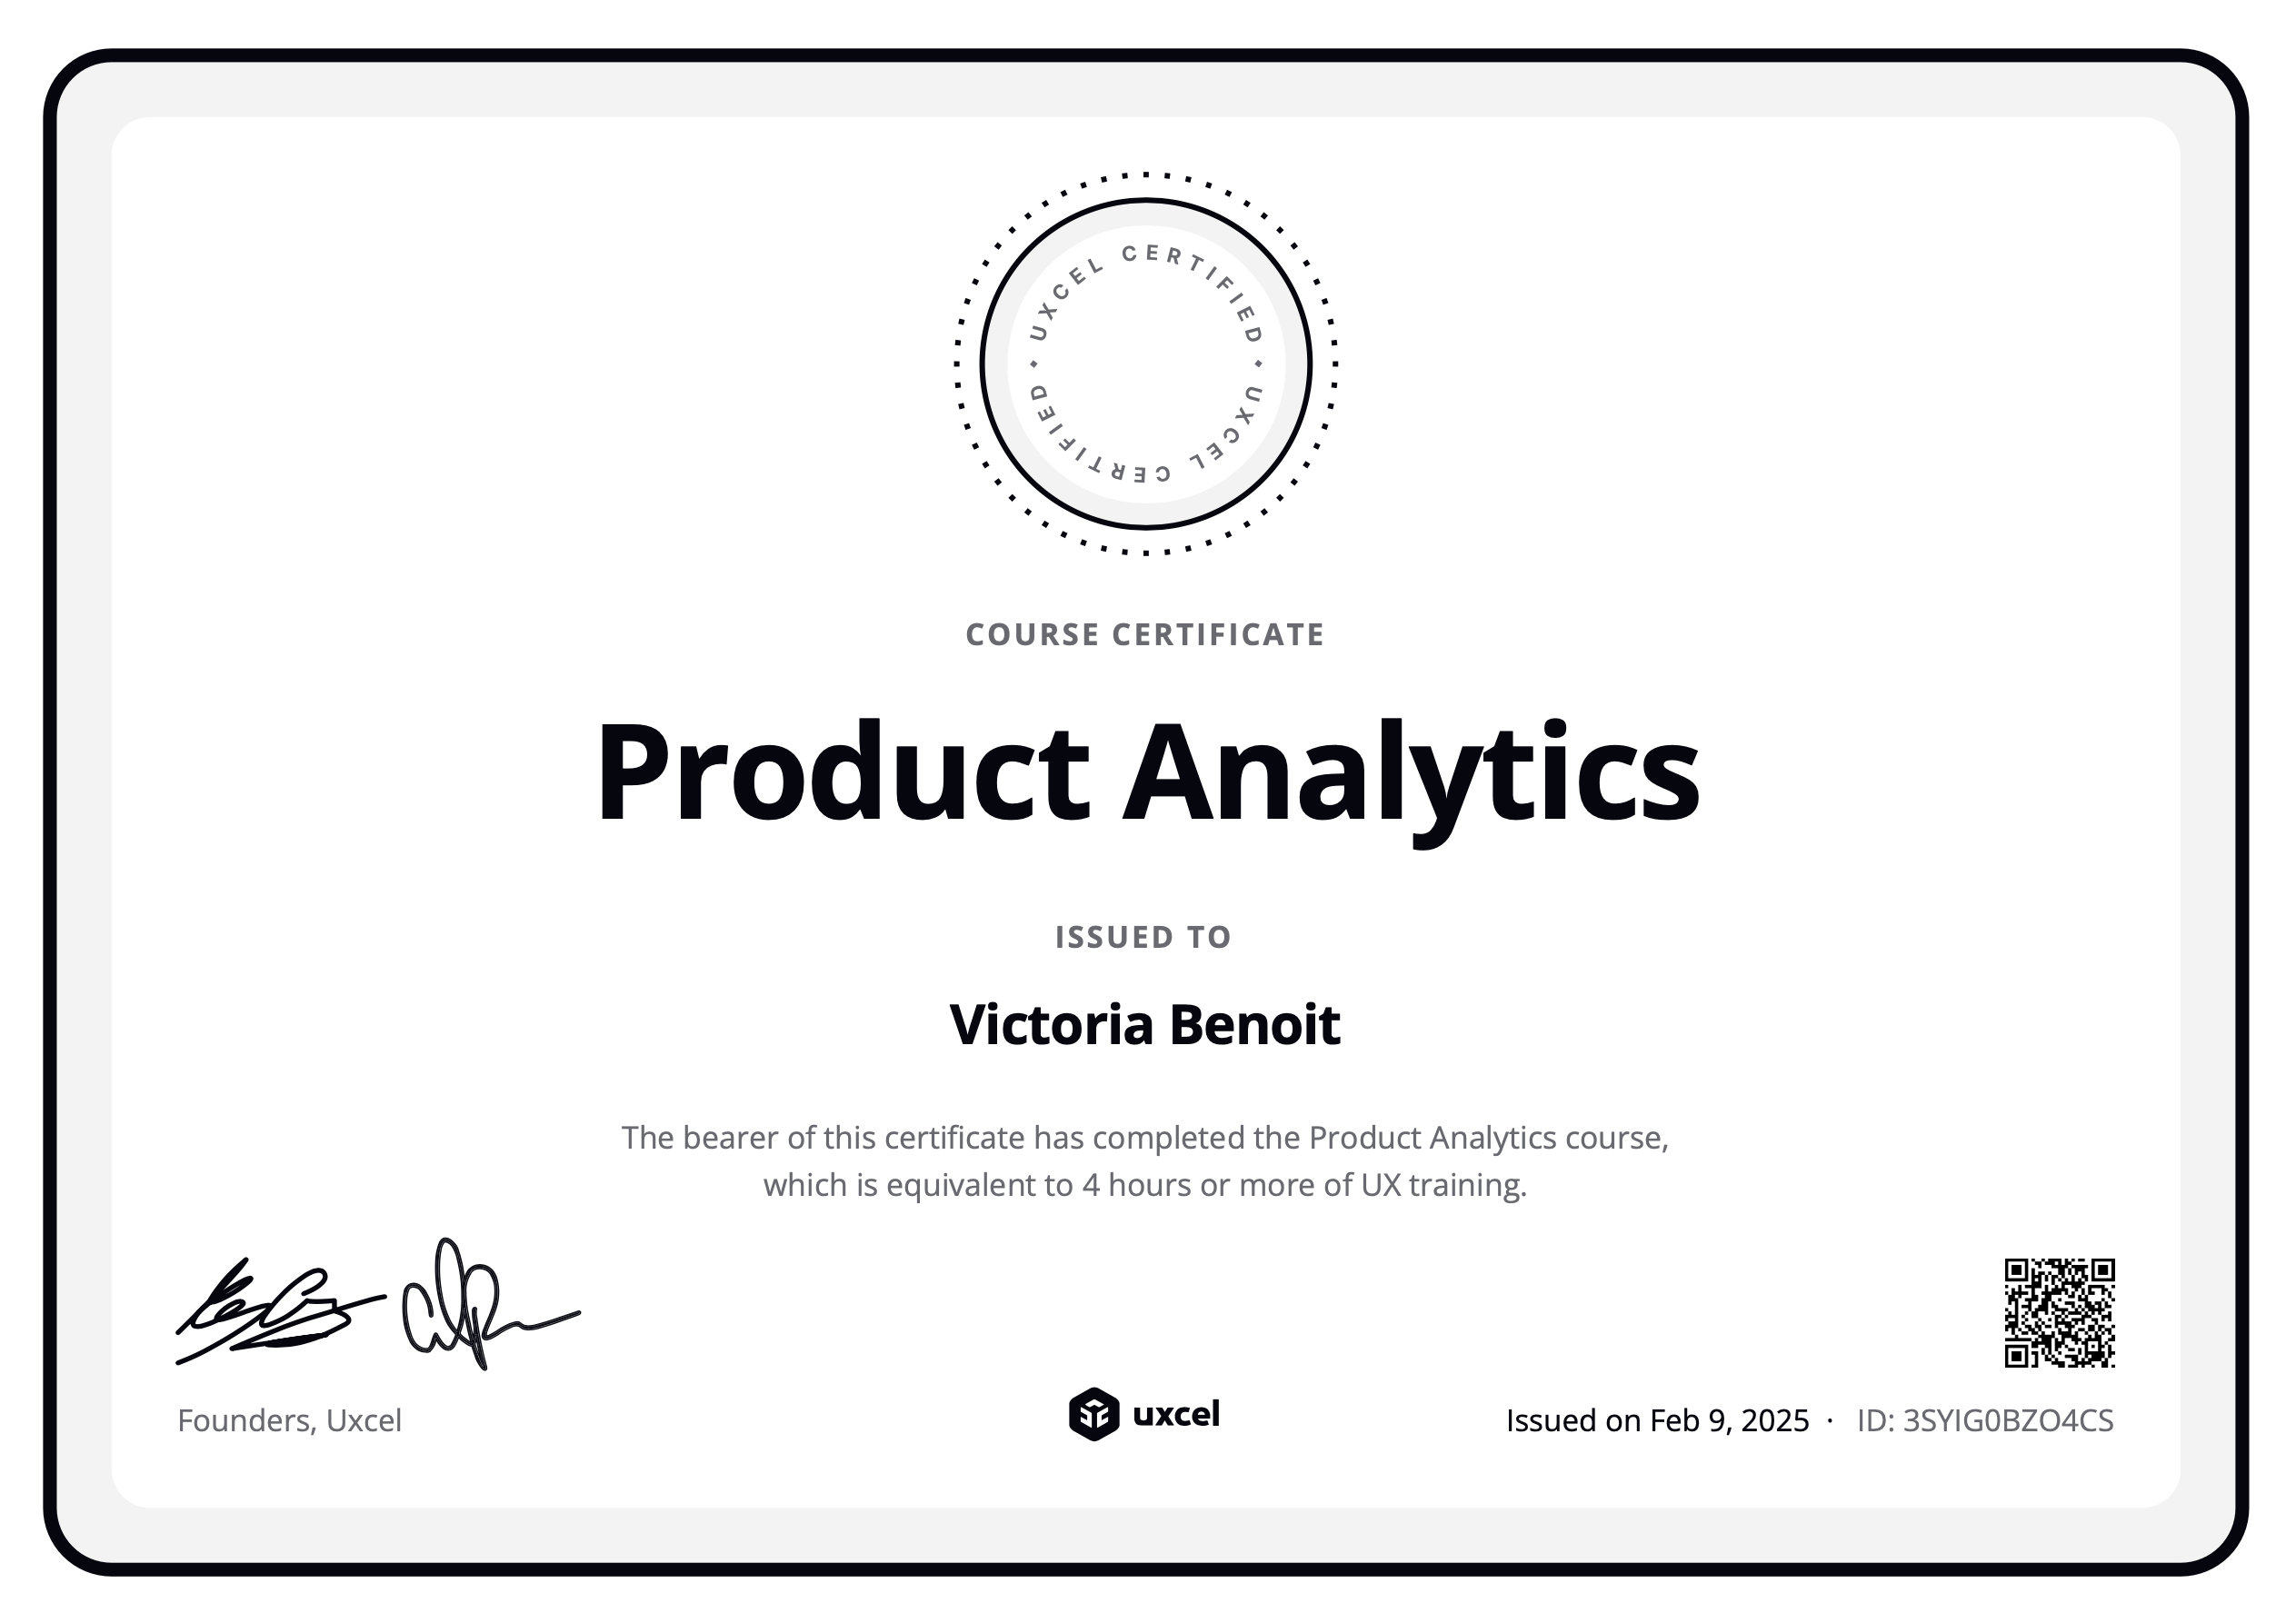 UXCEL CERTIFIED • UXCEL CERTIFIED •
COURSE CERTIFICATE
Product Analytics
ISSUED TO
Victoria Benoit
The bearer of this certificate has completed the Product Analytics course,
which is equivalent to 4 hours or more of UX training.
Founders, Uxcel
uxcel
Issued on Feb 9, 2025 · ID: 3SYIG0BZO4CS